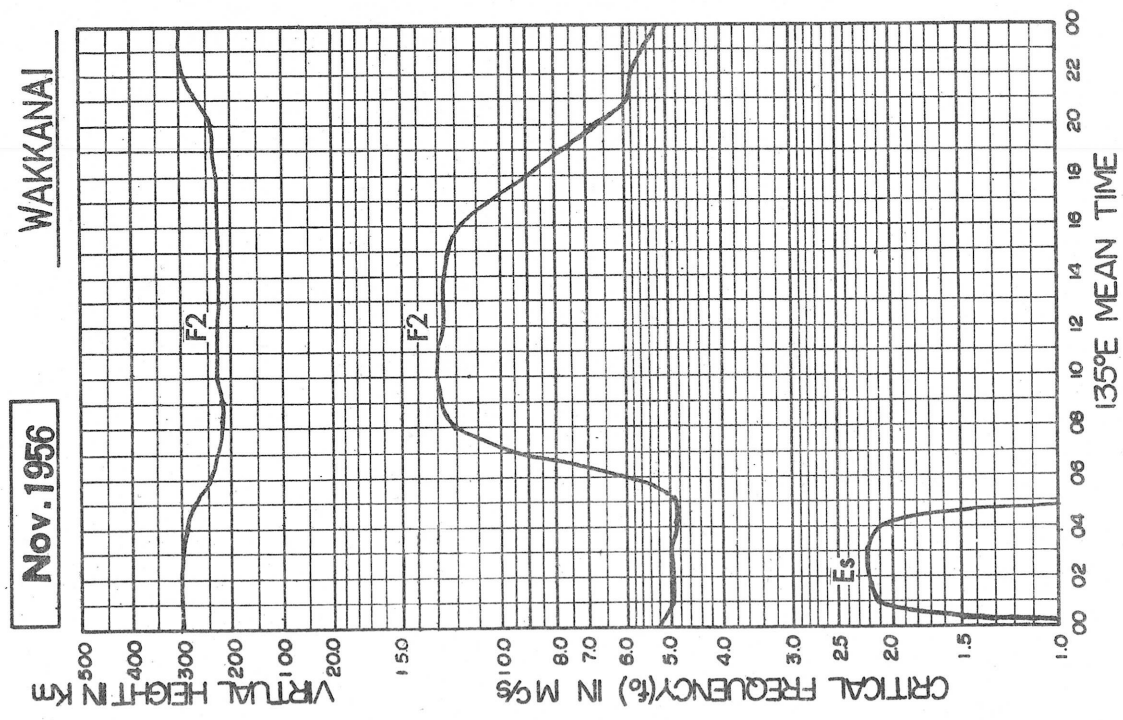 Nov.1956
WAKKANAI
VIRTUAL HEIGHT IN Km
500
300
200
100
F2
CRITICAL FREQUENCY(fo) IN Mc/s
15.0
10.0
8.0
7.0
6.0
5.0
4.0
3.0
2.5
2.0
1.5
1.0
F2
Es
00 02 04 06 08 10 12 14 16 18 20 22 00
135°E MEAN TIME